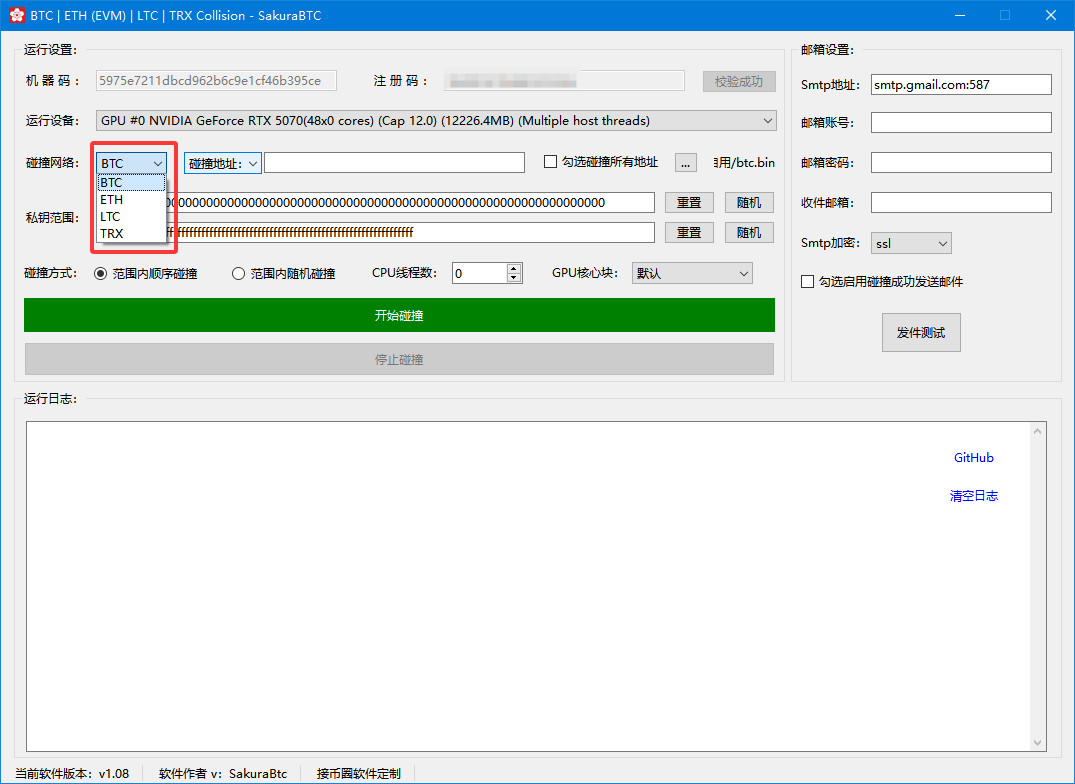 BTC | ETH (EVM) | LTC | TRX Collision - SakuraBTC
运行设置:
机 器 码 : 5975e7211dbcd962b6c9e1cf46b395ce 注 册 码 : 校验成功
运行设备: GPU #0 NVIDIA GeForce RTX 5070(48x0 cores) (Cap 12.0) (12226.4MB) (Multiple host threads)
碰撞网络: BTC 碰撞地址: 勾选碰撞所有地址 ... 用/btc.bin
BTC
ETH
LTC
TRX
私钥范围:
重置 随机
重置 随机
碰撞方式: 范围内顺序碰撞 范围内随机碰撞 CPU线程数: 0 GPU核心块: 默认
开始碰撞
停止碰撞
邮箱设置:
Smtp地址: smtp.gmail.com:587
邮箱账号:
邮箱密码:
收件邮箱:
Smtp加密: ssl
勾选启用碰撞成功发送邮件
发件测试
运行日志:
GitHub
清空日志
当前软件版本: v1.08 软件作者 v: SakuraBtc 接币圈软件定制